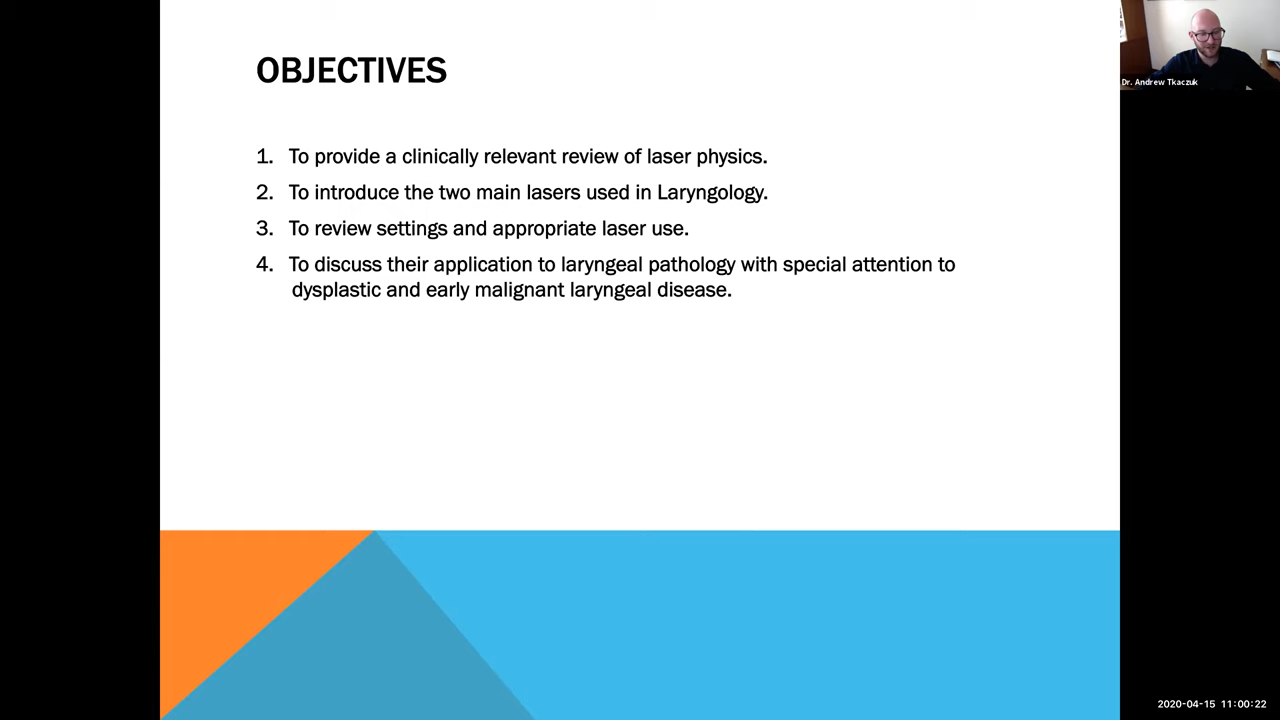 OBJECTIVES
1. To provide a clinically relevant review of laser physics.
2. To introduce the two main lasers used in Laryngology.
3. To review settings and appropriate laser use.
4. To discuss their application to laryngeal pathology with special attention to
dysplastic and early malignant laryngeal disease.
Dr. Andrew Tkaczuk
2020-04-15 11:00:22